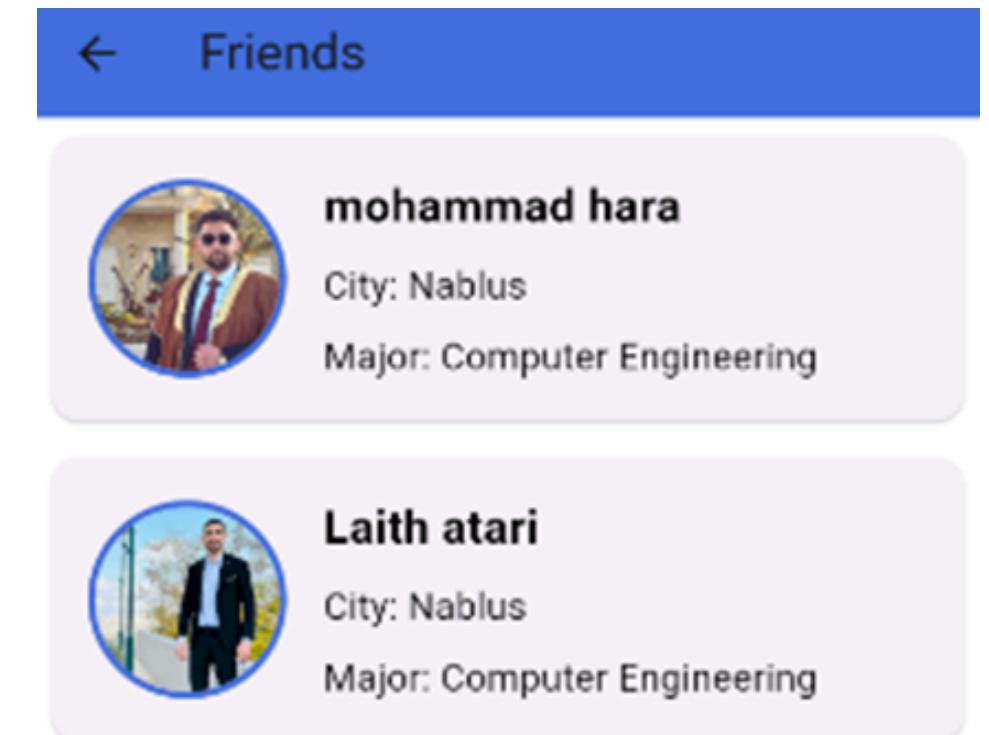 Friends
mohammad hara
City: Nablus
Major: Computer Engineering
Laith atari
City: Nablus
Major: Computer Engineering